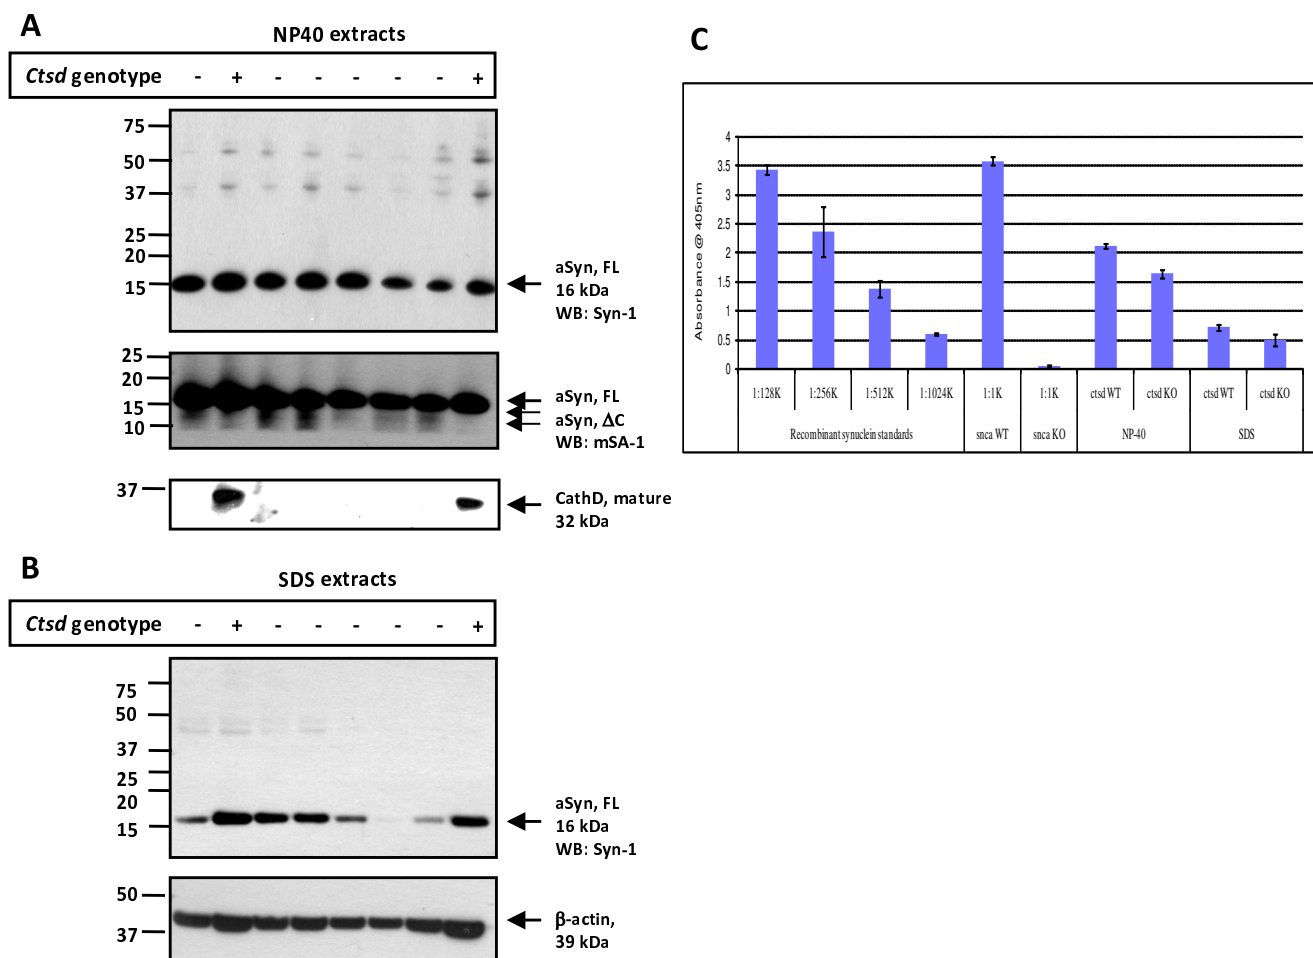 A
NP40 extracts
Ctsd genotype - + - - - - - +
75
50
37
25
20
15
aSyn, FL
16 kDa
WB: Syn-1
25
20
15
10
aSyn, FL
aSyn, ΔC
WB: mSA-1
37
CathD, mature
32 kDa
B
SDS extracts
Ctsd genotype - + - - - - - +
75
50
37
25
20
15
aSyn, FL
16 kDa
WB: Syn-1
50
37
β-actin,
39 kDa
C
Absorbance @ 405nm
4
3.5
3
2.5
2
1.5
1
0.5
0
1:128K 1:256K 1:512K 1:1024K 1:1K 1:1K ctsd WT ctsd KO ctsd WT ctsd KO
Recombinant synuclein standards snca WT snca KO NP-40 SDS